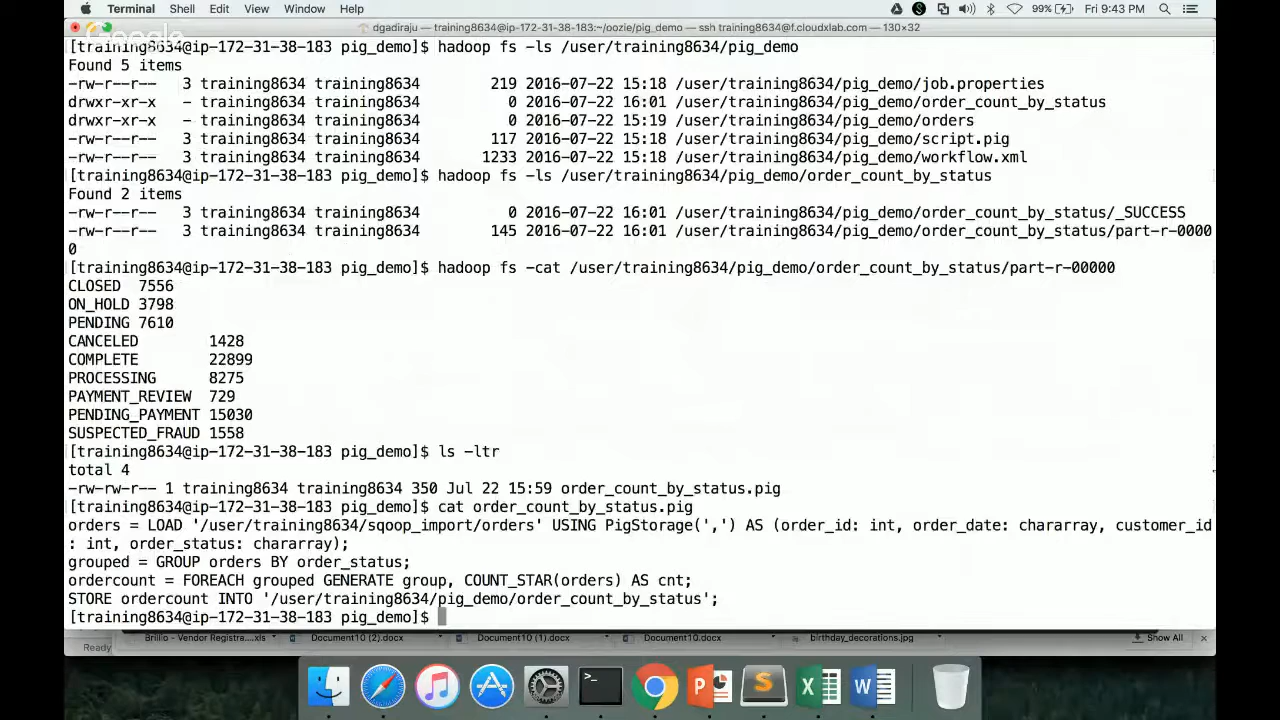 Terminal Shell Edit View Window Help 99% Fri 9:43 PM
Google
dgadiraju — training8634@ip-172-31-38-183:~/oozie/pig_demo — ssh training8634@f.cloudxlab.com — 130×32
[training8634@ip-172-31-38-183 pig_demo]$ hadoop fs -ls /user/training8634/pig_demo
Found 5 items
-rw-r--r-- 3 training8634 training8634 219 2016-07-22 15:18 /user/training8634/pig_demo/job.properties
drwxr-xr-x - training8634 training8634 0 2016-07-22 16:01 /user/training8634/pig_demo/order_count_by_status
drwxr-xr-x - training8634 training8634 0 2016-07-22 15:19 /user/training8634/pig_demo/orders
-rw-r--r-- 3 training8634 training8634 117 2016-07-22 15:18 /user/training8634/pig_demo/script.pig
-rw-r--r-- 3 training8634 training8634 1233 2016-07-22 15:18 /user/training8634/pig_demo/workflow.xml
[training8634@ip-172-31-38-183 pig_demo]$ hadoop fs -ls /user/training8634/pig_demo/order_count_by_status
Found 2 items
-rw-r--r-- 3 training8634 training8634 0 2016-07-22 16:01 /user/training8634/pig_demo/order_count_by_status/_SUCCESS
-rw-r--r-- 3 training8634 training8634 145 2016-07-22 16:01 /user/training8634/pig_demo/order_count_by_status/part-r-0000
0
[training8634@ip-172-31-38-183 pig_demo]$ hadoop fs -cat /user/training8634/pig_demo/order_count_by_status/part-r-00000
CLOSED 7556
ON_HOLD 3798
PENDING 7610
CANCELED 1428
COMPLETE 22899
PROCESSING 8275
PAYMENT_REVIEW 729
PENDING_PAYMENT 15030
SUSPECTED_FRAUD 1558
[training8634@ip-172-31-38-183 pig_demo]$ ls -ltr
total 4
-rw-rw-r-- 1 training8634 training8634 350 Jul 22 15:59 order_count_by_status.pig
[training8634@ip-172-31-38-183 pig_demo]$ cat order_count_by_status.pig
orders = LOAD '/user/training8634/sqoop_import/orders' USING PigStorage(',') AS (order_id: int, order_date: chararray, customer_id
: int, order_status: chararray);
grouped = GROUP orders BY order_status;
ordercount = FOREACH grouped GENERATE group, COUNT_STAR(orders) AS cnt;
STORE ordercount INTO '/user/training8634/pig_demo/order_count_by_status';
[training8634@ip-172-31-38-183 pig_demo]$
Brillio - Vendor Registra....xls Document10 (2).docx Document10 (1).docx Document10.docx birthday_decorations.jpg Show All
Ready